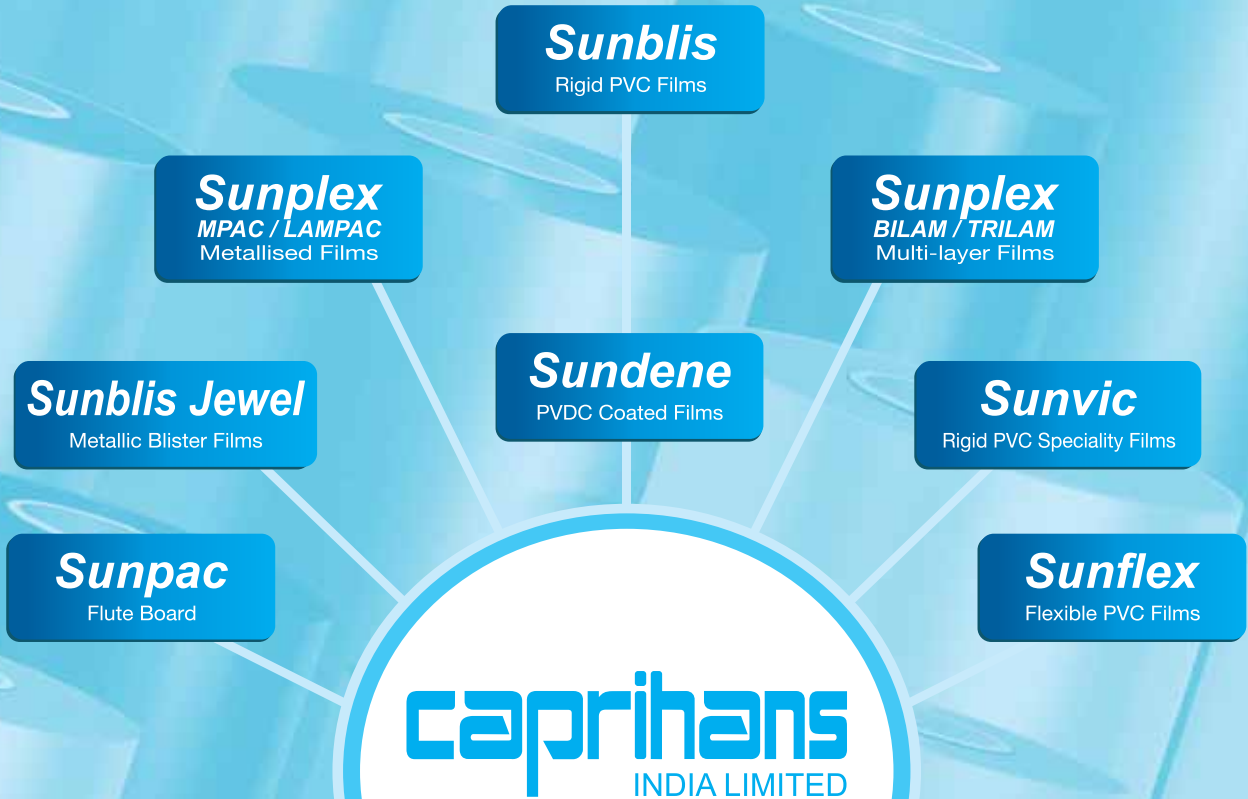 Sunblis
Rigid PVC Films
Sunplex
MPAC / LAMPAC
Metallised Films
Sunplex
BILAM / TRILAM
Multi-layer Films
Sundene
PVDC Coated Films
Sunblis Jewel
Metallic Blister Films
Sunvic
Rigid PVC Speciality Films
Sunpac
Flute Board
Sunflex
Flexible PVC Films
caprihans
INDIA LIMITED